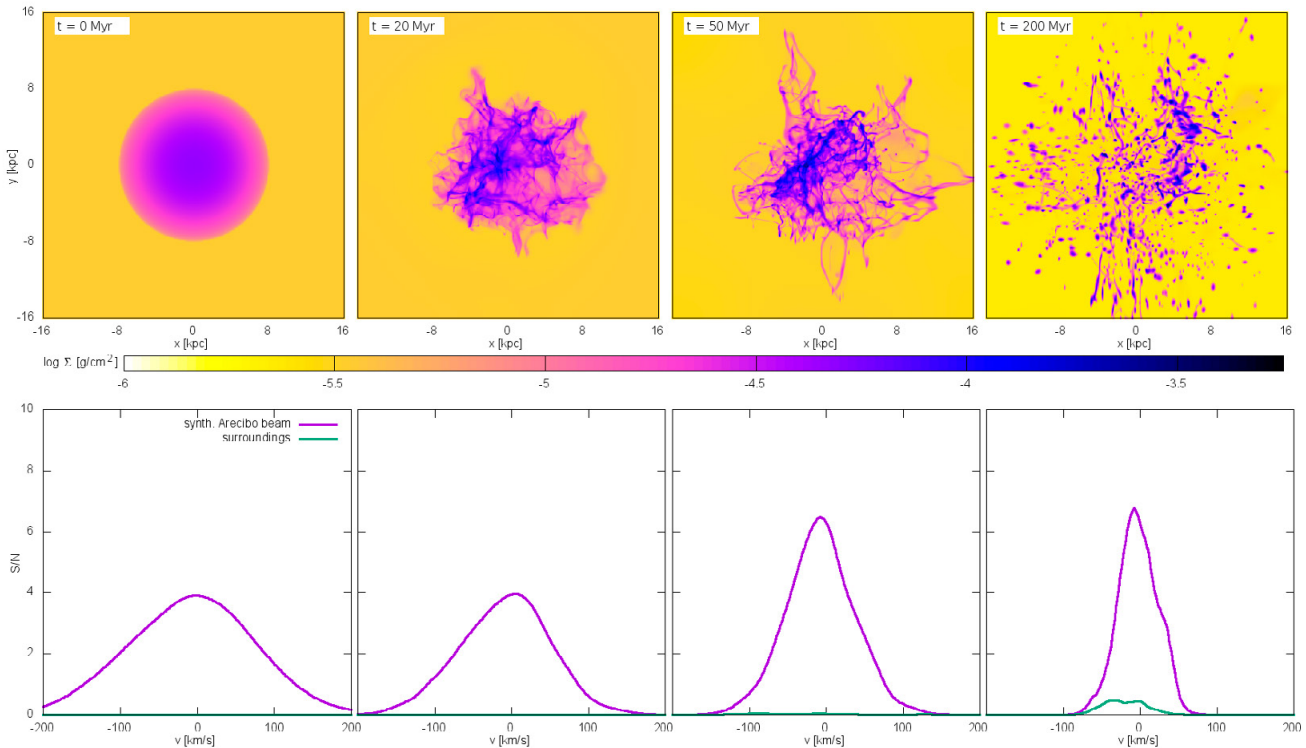 t = 0 Myr
t = 20 Myr
t = 50 Myr
t = 200 Myr
16
8
0
-8
-16
y [kpc]
-16 -8 0 8 16
-8 0 8
-8 0 8
-8 0 8 16
x [kpc]
x [kpc]
x [kpc]
x [kpc]
log Σ [g/cm²]
-6 -5.5 -5 -4.5 -4 -3.5
synth. Arecibo beam
surroundings
10
8
6
4
2
0
S/N
-200 -100 0 100 200
-100 0 100 200
-100 0 100 200
-100 0 100 200
v [km/s]
v [km/s]
v [km/s]
v [km/s]